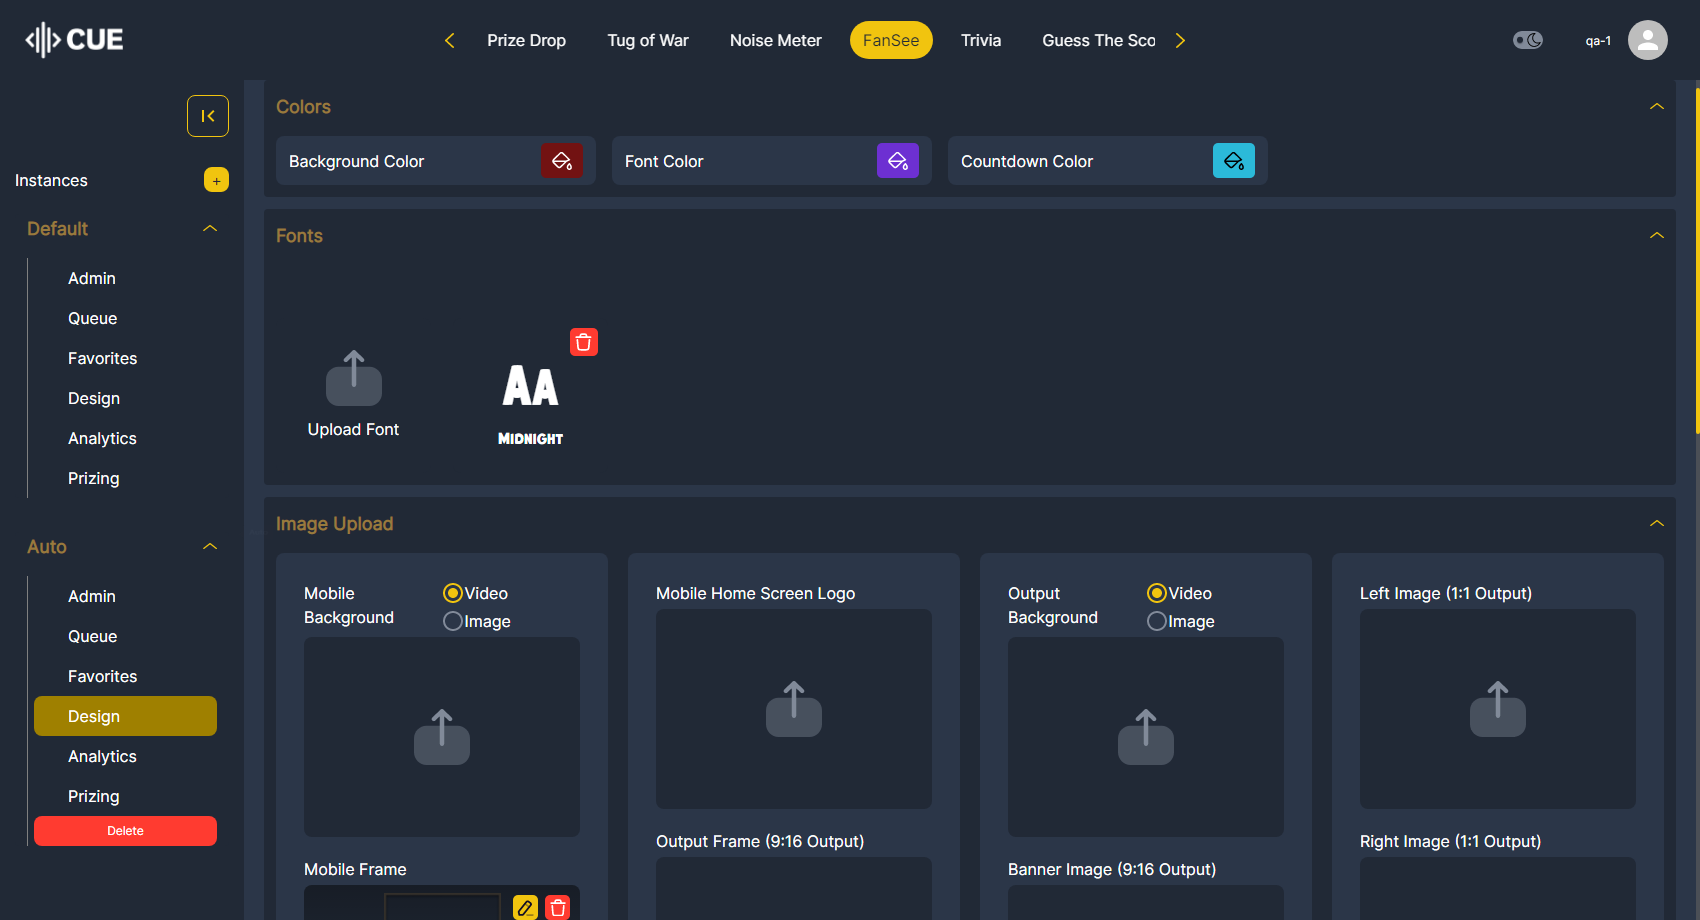 CUE
Prize Drop
Tug of War
Noise Meter
FanSee
Trivia
Guess The Sco
qa-1
Instances
+
Default
Admin
Queue
Favorites
Design
Analytics
Prizing
Auto
Admin
Queue
Favorites
Design
Analytics
Prizing
Delete
Colors
Background Color
Font Color
Countdown Color
Fonts
Upload Font
AA
MIDNIGHT
Image Upload
Mobile
Background
Video
Image
Mobile Frame
Mobile Home Screen Logo
Output Frame (9:16 Output)
Output
Background
Video
Image
Banner Image (9:16 Output)
Left Image (1:1 Output)
Right Image (1:1 Output)